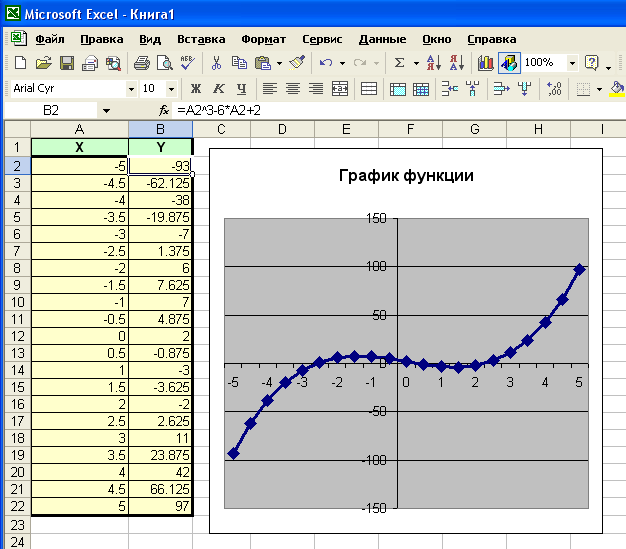 Microsoft Excel - Книга1
Файл Правка Вид Вставка Формат Сервис Данные Окно Справка
100%
Arial Cyr 10 Ж К Ч
B2 fx =A2^3-6*A2+2
A B C D E F G H I
1 X Y
2 -5 -93
3 -4.5 -62.125
4 -4 -38
5 -3.5 -19.875
6 -3 -7
7 -2.5 1.375
8 -2 6
9 -1.5 7.625
10 -1 7
11 -0.5 4.875
12 0 2
13 0.5 -0.875
14 1 -3
15 1.5 -3.625
16 2 -2
17 2.5 2.625
18 3 11
19 3.5 23.875
20 4 42
21 4.5 66.125
22 5 97
23
24
График функции
150
100
50
0
-5 -4 -3 -2 -1 0 1 2 3 4 5
-50
-100
-150